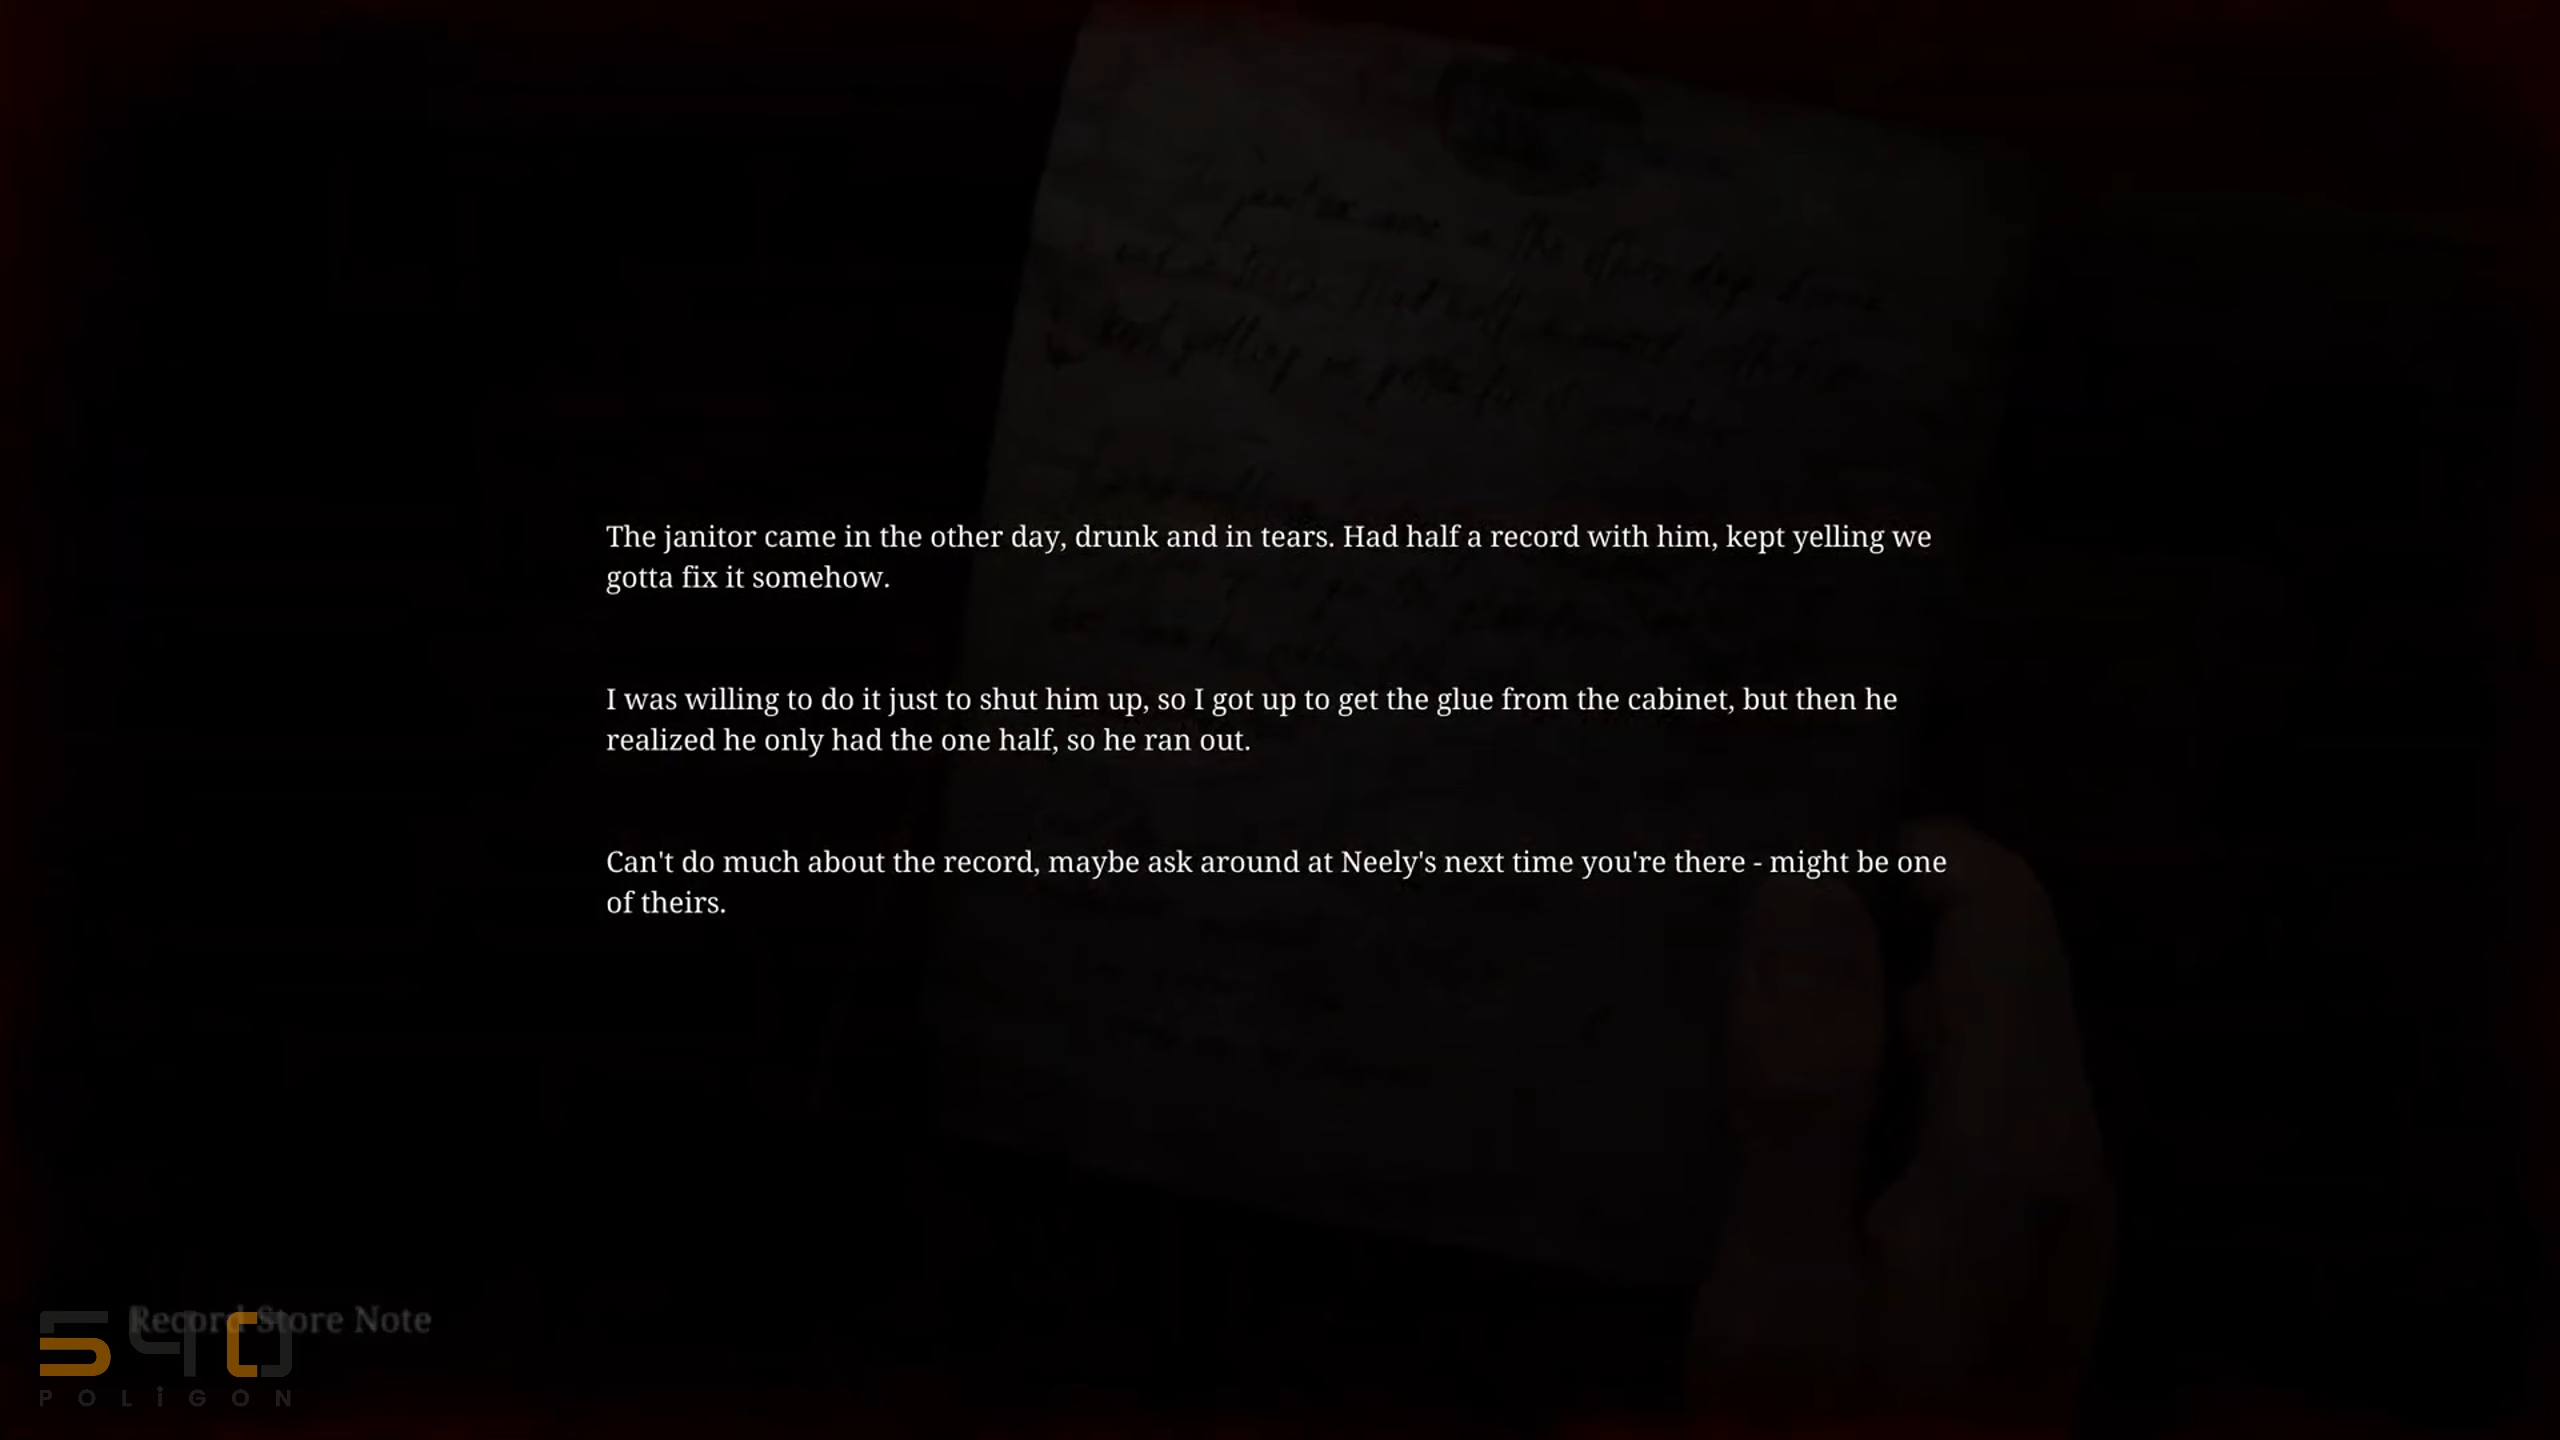 The janitor came in the other day, drunk and in tears. Had half a record with him, kept yelling we
gotta fix it somehow.
I was willing to do it just to shut him up, so I got up to get the glue from the cabinet, but then he
realized he only had the one half, so he ran out.
Can't do much about the record, maybe ask around at Neely's next time you're there - might be one
of theirs.
Record Store Note
540
POLİGON